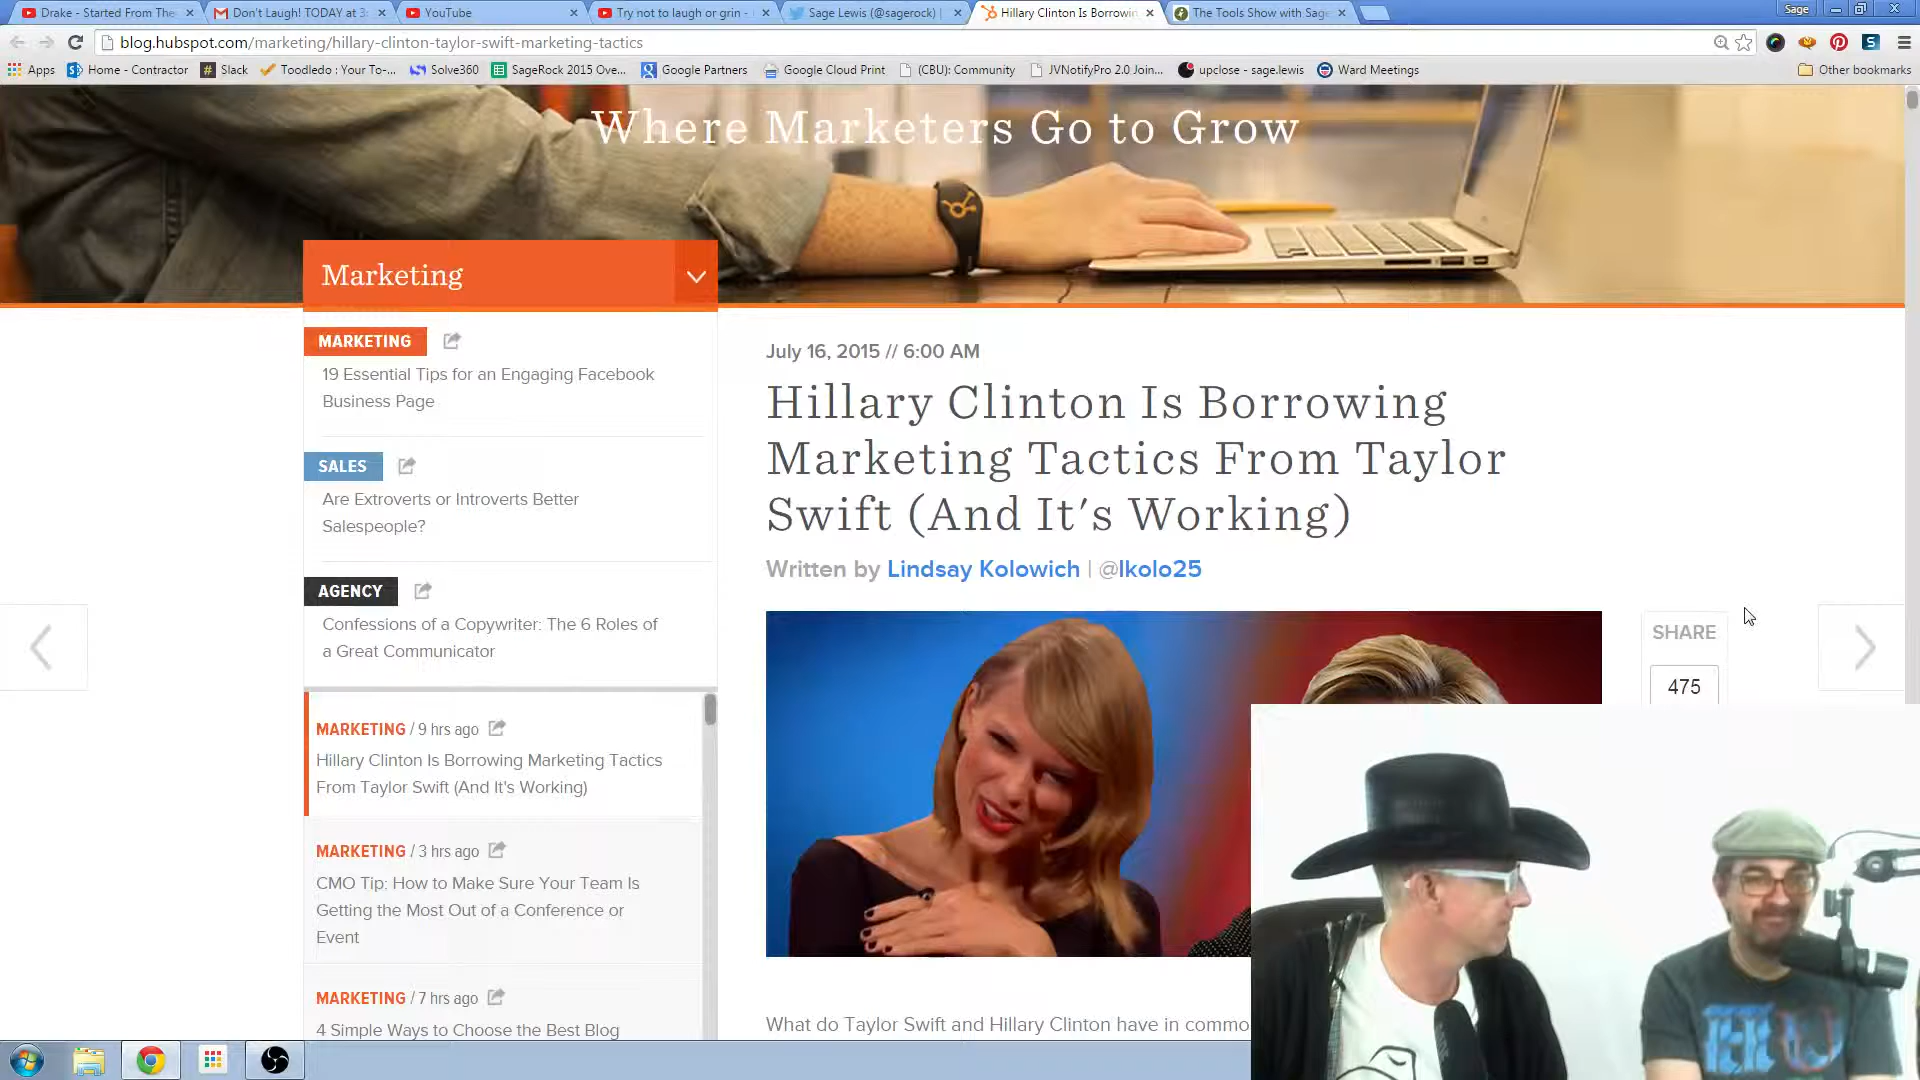 Drake - Started From The
Don't Laugh! TODAY at 3:
YouTube
Try not to laugh or grin -
Sage Lewis (@sagerock) |
Hillary Clinton Is Borrowin
The Tools Show with Sage
Sage
blog.hubspot.com/marketing/hillary-clinton-taylor-swift-marketing-tactics
Apps
Home - Contractor
Slack
Toodledo : Your To-...
Solve360
SageRock 2015 Ove...
Google Partners
Google Cloud Print
(CBU): Community
JVNotifyPro 2.0 Join...
upclose - sage.lewis
Ward Meetings
Other bookmarks
Where Marketers Go to Grow
Marketing
MARKETING
19 Essential Tips for an Engaging Facebook
Business Page
SALES
Are Extroverts or Introverts Better
Salespeople?
AGENCY
Confessions of a Copywriter: The 6 Roles of
a Great Communicator
MARKETING / 9 hrs ago
Hillary Clinton Is Borrowing Marketing Tactics
From Taylor Swift (And It's Working)
MARKETING / 3 hrs ago
CMO Tip: How to Make Sure Your Team Is
Getting the Most Out of a Conference or
Event
MARKETING / 7 hrs ago
4 Simple Ways to Choose the Best Blog
July 16, 2015 // 6:00 AM
Hillary Clinton Is Borrowing
Marketing Tactics From Taylor
Swift (And It's Working)
Written by Lindsay Kolowich | @lkolo25
SHARE
475
What do Taylor Swift and Hillary Clinton have in commo